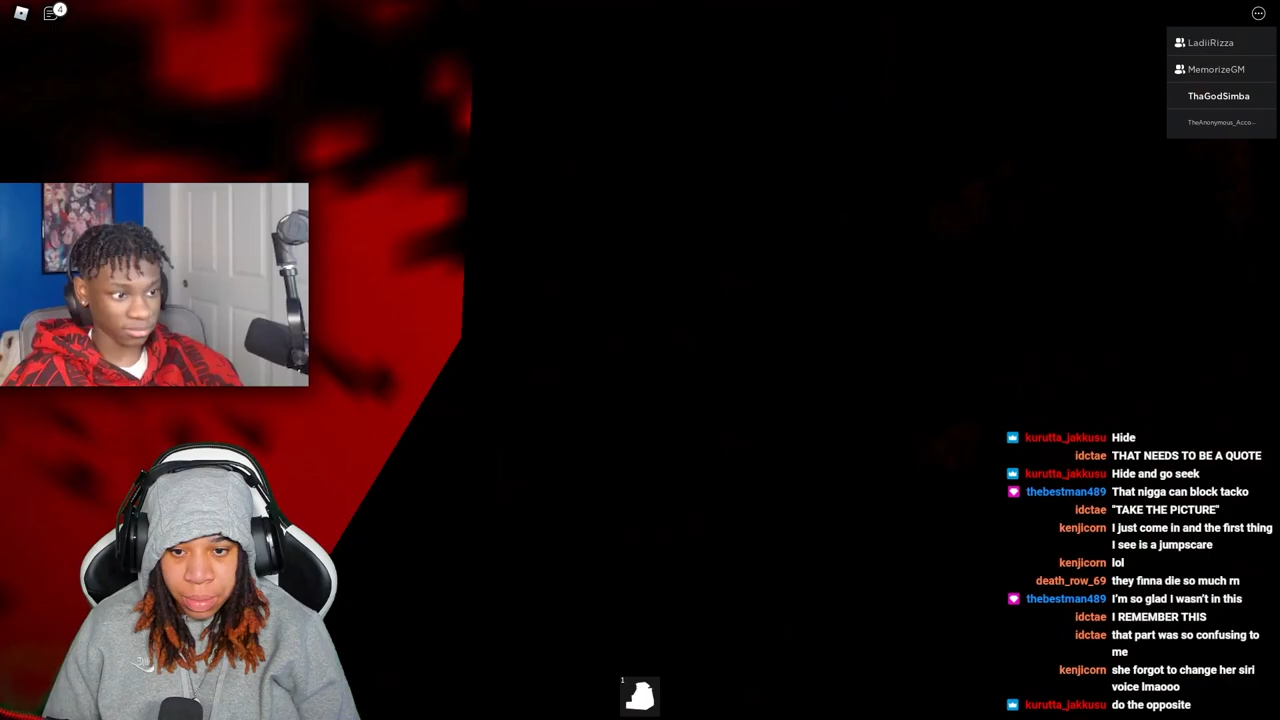 4
LadiiRizza
MemorizeGM
ThaGodSimba
TheAnonymous_Acco...
kurutta_jakkusu Hide
idctae THAT NEEDS TO BE A QUOTE
kurutta_jakkusu Hide and go seek
thebestman489 That nigga can block tacko
idctae "TAKE THE PICTURE"
kenjicorn I just come in and the first thing
I see is a jumpscare
kenjicorn lol
death_row_69 they finna die so much rn
thebestman489 I'm so glad I wasn't in this
idctae I REMEMBER THIS
idctae that part was so confusing to
me
kenjicorn she forgot to change her siri
voice lmaooo
kurutta_jakkusu do the opposite
1